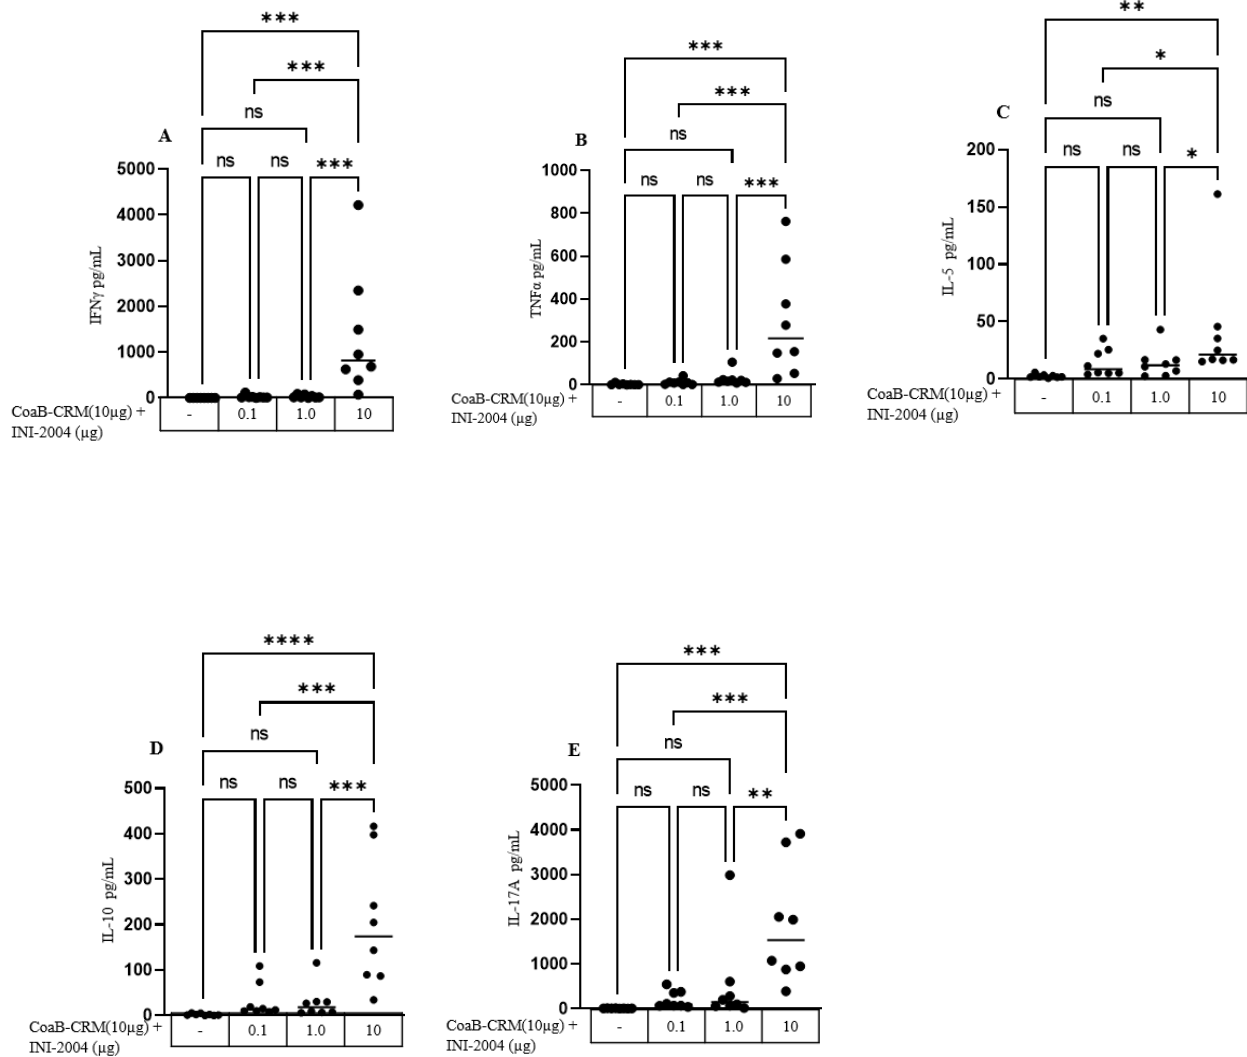 ***
***
ns
A
ns ns ***
5000
4000
3000
2000
1000
0
IFNγ pg/mL
CoaB-CRM(10µg) +
INI-2004 (µg)
- 0.1 1.0 10
***
***
ns
B
ns ns ***
1000
800
600
400
200
0
TNFα pg/mL
CoaB-CRM(10µg) +
INI-2004 (µg)
- 0.1 1.0 10
**
*
ns
C
ns ns *
200
150
100
50
0
IL-5 pg/mL
CoaB-CRM(10µg) +
INI-2004 (µg)
- 0.1 1.0 10
****
***
ns
D
ns ns ***
500
400
300
200
100
0
IL-10 pg/mL
CoaB-CRM(10µg) +
INI-2004 (µg)
- 0.1 1.0 10
***
***
ns
E
ns ns **
5000
4000
3000
2000
1000
0
IL-17A pg/mL
CoaB-CRM(10µg) +
INI-2004 (µg)
- 0.1 1.0 10